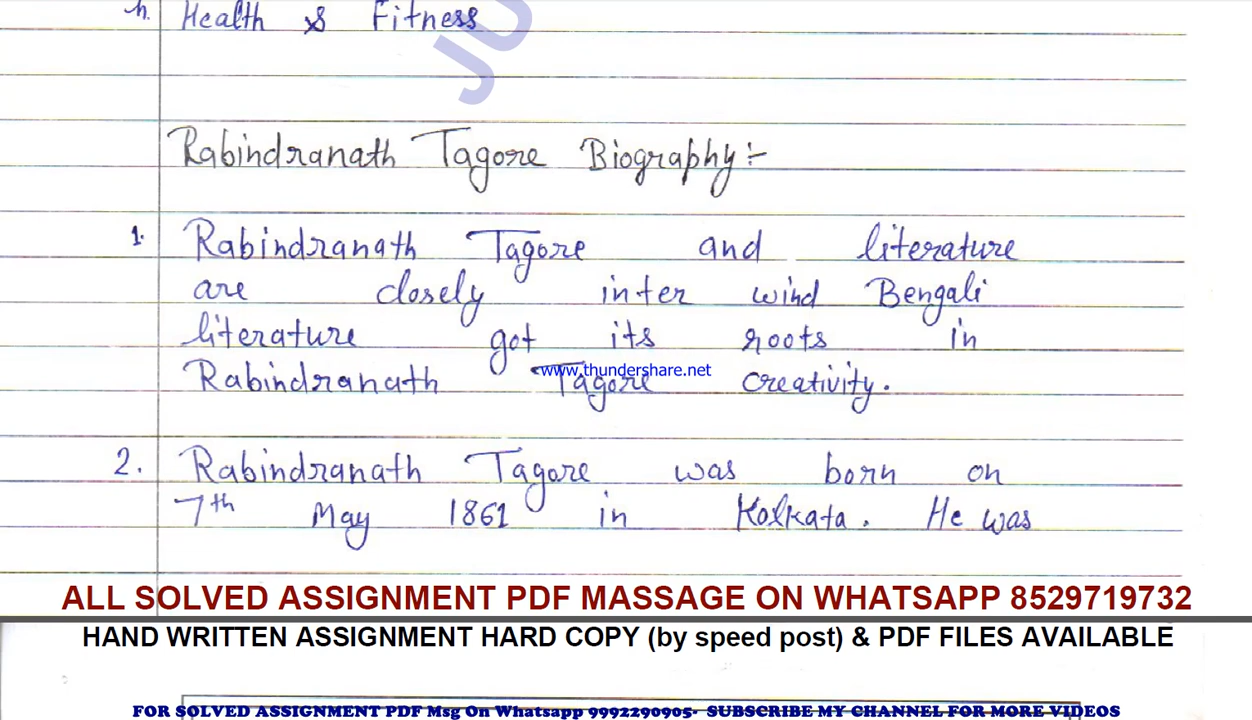 h. Health & Fitness
JU
Rabindranath Tagore Biography :-
1. Rabindranath Tagore and literature
are closely inter wind Bengali
literature got its roots in
www.thundershare.net
Rabindranath Tagore creativity.
2. Rabindranath Tagore was born on
7th May 1861 in Kolkata. He was
ALL SOLVED ASSIGNMENT PDF MASSAGE ON WHATSAPP 8529719732
HAND WRITTEN ASSIGNMENT HARD COPY (by speed post) & PDF FILES AVAILABLE
FOR SOLVED ASSIGNMENT PDF Msg On Whatsapp 9992290905- SUBSCRIBE MY CHANNEL FOR MORE VIDEOS